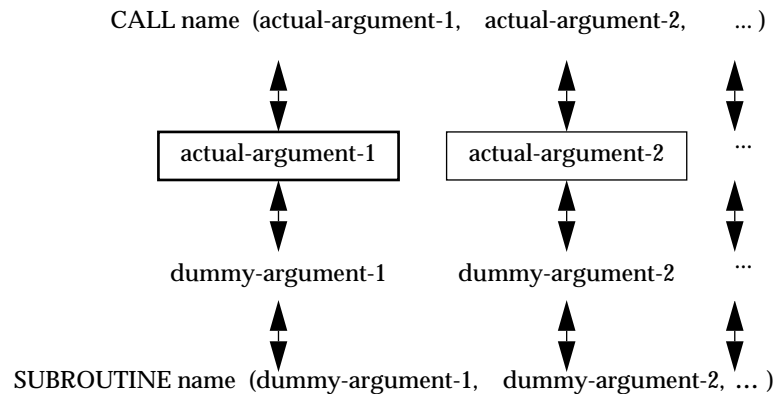 CALL name (actual-argument-1, actual-argument-2, ... )
actual-argument-1 actual-argument-2 ...
dummy-argument-1 dummy-argument-2 ...
SUBROUTINE name (dummy-argument-1, dummy-argument-2, ... )